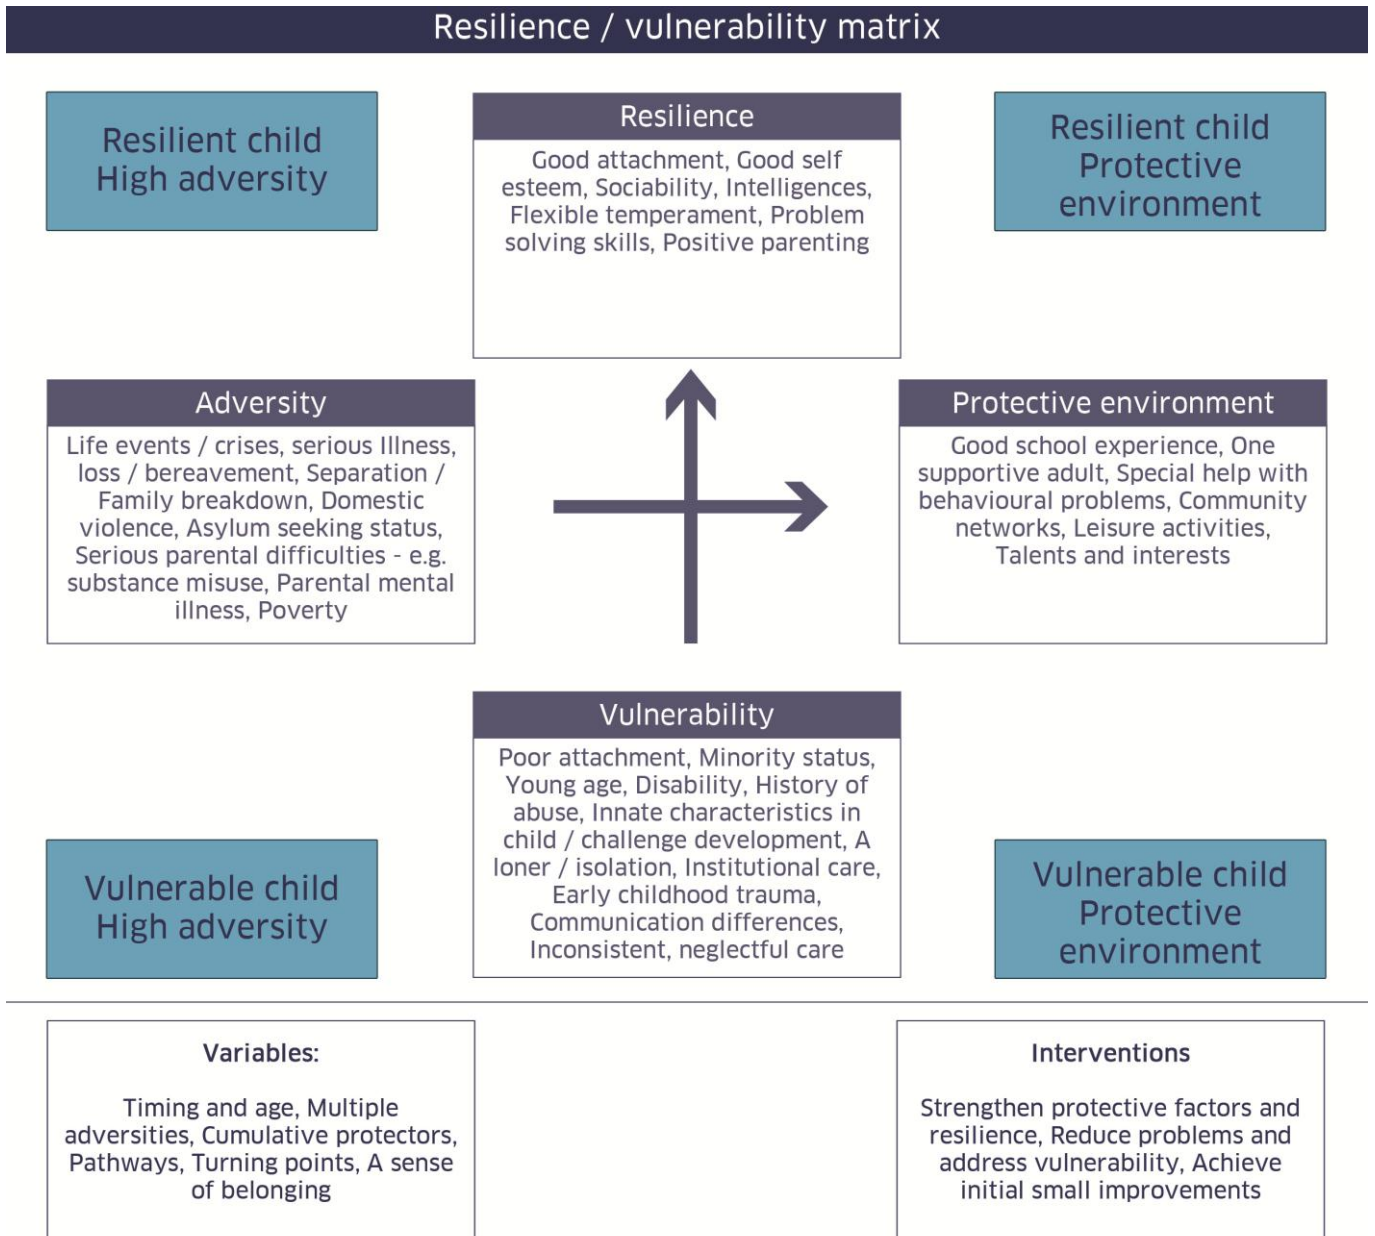 Resilience / vulnerability matrix
Resilient child
High adversity
Resilience
Good attachment, Good self
esteem, Sociability, Intelligences,
Flexible temperament, Problem
solving skills, Positive parenting
Resilient child
Protective
environment
Adversity
Life events / crises, serious Illness,
loss / bereavement, Separation /
Family breakdown, Domestic
violence, Asylum seeking status,
Serious parental difficulties - e.g.
substance misuse, Parental mental
illness, Poverty
Protective environment
Good school experience, One
supportive adult, Special help with
behavioural problems, Community
networks, Leisure activities,
Talents and interests
Vulnerability
Poor attachment, Minority status,
Young age, Disability, History of
abuse, Innate characteristics in
child / challenge development, A
loner / isolation, Institutional care,
Early childhood trauma,
Communication differences,
Inconsistent, neglectful care
Vulnerable child
High adversity
Vulnerable child
Protective
environment
Variables:
Timing and age, Multiple
adversities, Cumulative protectors,
Pathways, Turning points, A sense
of belonging
Interventions
Strengthen protective factors and
resilience, Reduce problems and
address vulnerability, Achieve
initial small improvements